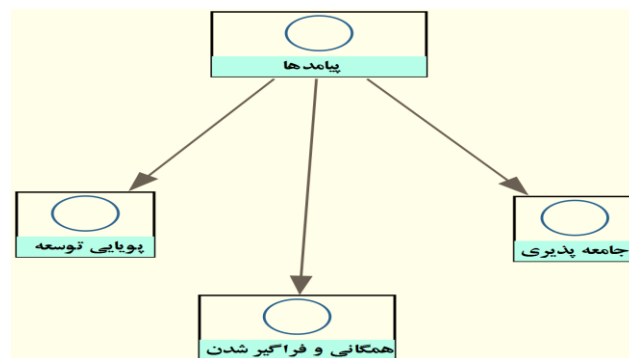 پیامدها
جامعه پذیری
پویایی توسعه
همگانی و فراگیر شدن